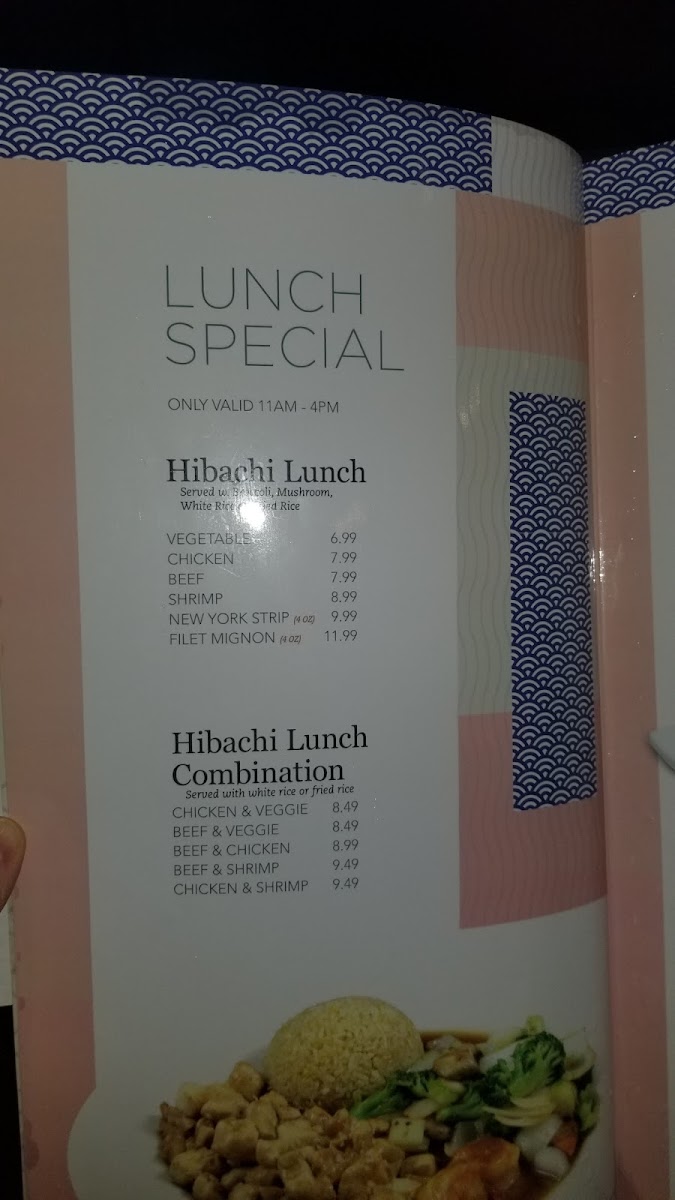 LUNCH
SPECIAL
ONLY VALID 11AM - 4PM
Hibachi Lunch
Served w. Broccoli, Mushroom,
White Rice Fried Rice
VEGETABLE 6.99
CHICKEN 7.99
BEEF 7.99
SHRIMP 8.99
NEW YORK STRIP (4 OZ) 9.99
FILET MIGNON (4 OZ) 11.99
Hibachi Lunch
Combination
Served with white rice or fried rice
CHICKEN & VEGGIE 8.49
BEEF & VEGGIE 8.49
BEEF & CHICKEN 8.99
BEEF & SHRIMP 9.49
CHICKEN & SHRIMP 9.49